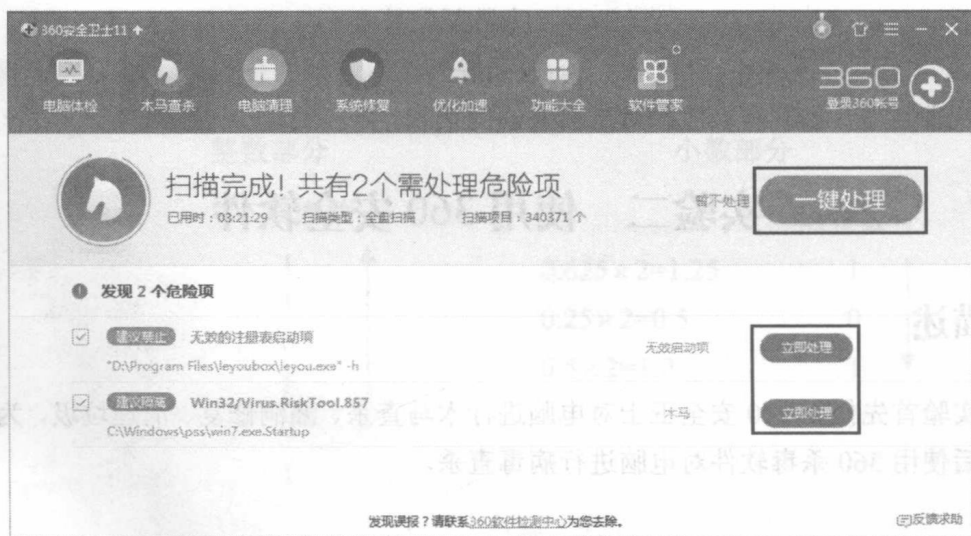 360安全卫士11
电脑体检
木马查杀
电脑清理
系统修复
优化加速
功能大全
软件管家
360
登录360帐号
扫描完成！共有2个需处理危险项
已用时：03:21:29 扫描类型：全盘扫描 扫描项目：340371 个
暂不处理
一键处理
发现 2 个危险项
建议禁止 无效的注册表启动项
"D:\Program Files\leyoubox\leyou.exe" -h
无效启动项
立即处理
建议隔离 Win32/Virus.RiskTool.857
C:\Windows\pss\win7.exe.Startup
木马
立即处理
发现误报？请联系360软件检测中心为您去除。
反馈求助